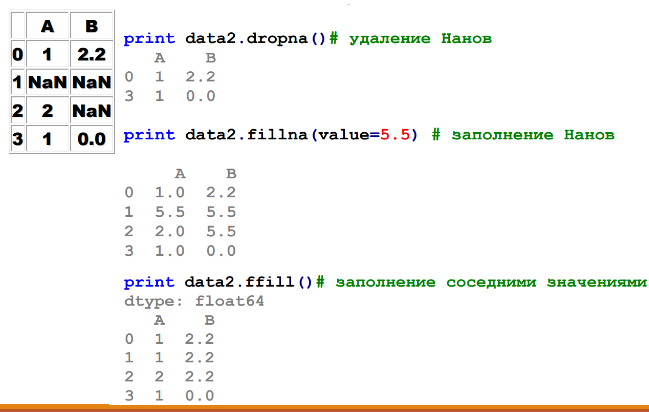 A B
0 1 2.2
1 NaN NaN
2 2 NaN
3 1 0.0
print data2.dropna()# удаление Нанов
A B
0 1 2.2
3 1 0.0
print data2.fillna(value=5.5) # заполнение Нанов
A B
0 1.0 2.2
1 5.5 5.5
2 2.0 5.5
3 1.0 0.0
print data2.ffill()# заполнение соседними значениями
dtype: float64
A B
0 1 2.2
1 1 2.2
2 2 2.2
3 1 0.0